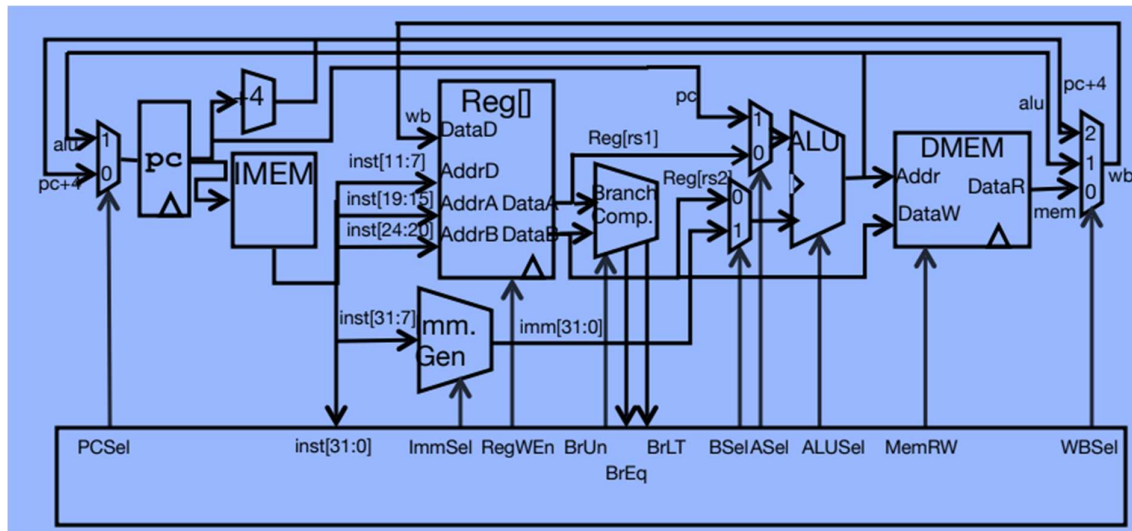 pc+4
alu
+4
Reg[]
wb
DataD
pc
alu
1
0
pc+4
pc
IMEM
inst[11:7]
AddrD
inst[19:15]
AddrA DataA
inst[24:20]
AddrB DataB
Reg[rs1]
Branch
Comp.
Reg[rs2]
1
0
0
1
ALU
DMEM
Addr
DataR
DataW
mem
2
1
0
wb
inst[31:7]
mm.
Gen
imm[31:0]
PCSel
inst[31:0]
ImmSel
RegWEn
BrUn
BrEq
BrLT
BSel
ASel
ALUSel
MemRW
WBSel